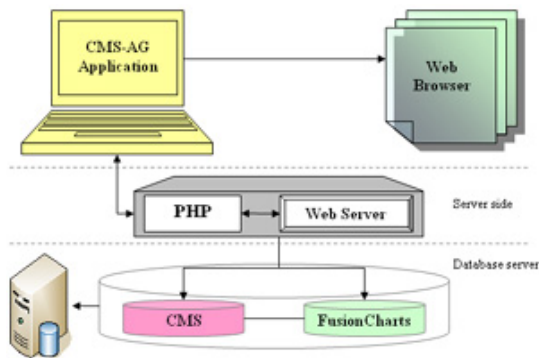 CMS-AG
Application
Web
Browser
PHP
Web Server
Server side
Database server
CMS
FusionCharts